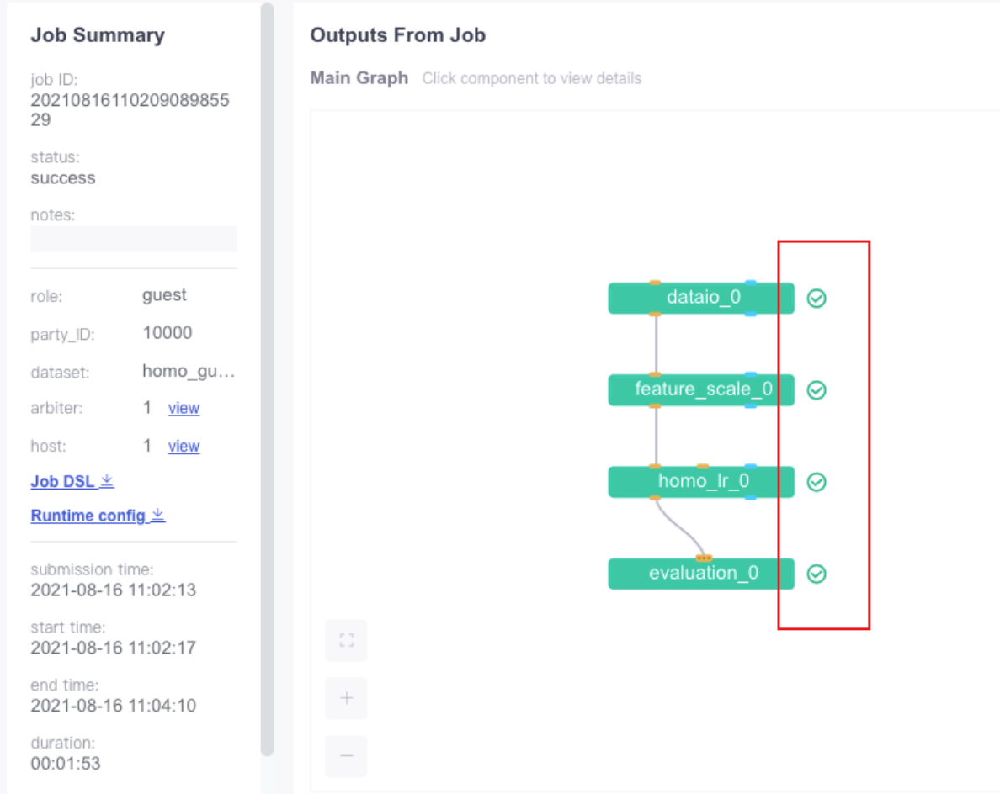 Job Summary
job ID:
20210816110209089855
29
status:
success
notes:
role: guest
party_ID: 10000
dataset: homo_gu...
arbiter: 1 view
host: 1 view
Job DSL
Runtime config
submission time:
2021-08-16 11:02:13
start time:
2021-08-16 11:02:17
end time:
2021-08-16 11:04:10
duration:
00:01:53
Outputs From Job
Main Graph Click component to view details
dataio_0
feature_scale_0
homo_lr_0
evaluation_0